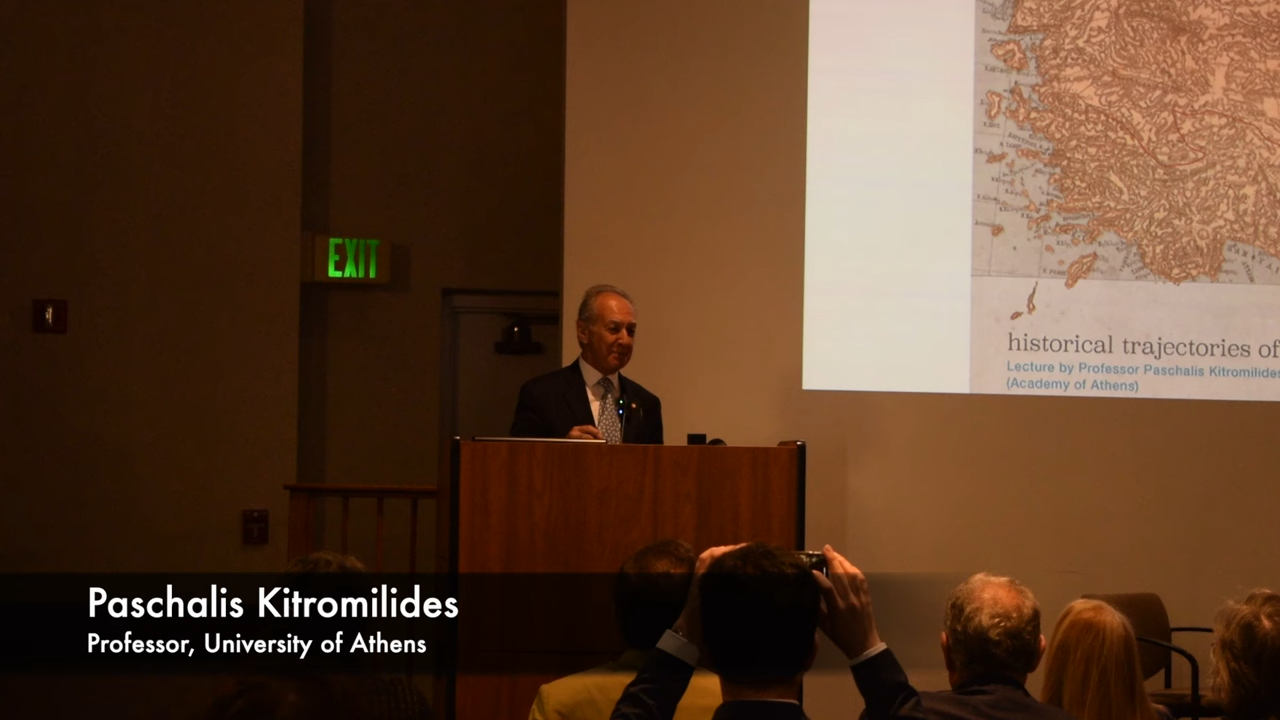 EXIT
historical trajectories of
Lecture by Professor Paschalis Kitromilides
(Academy of Athens)
Paschalis Kitromilides
Professor, University of Athens